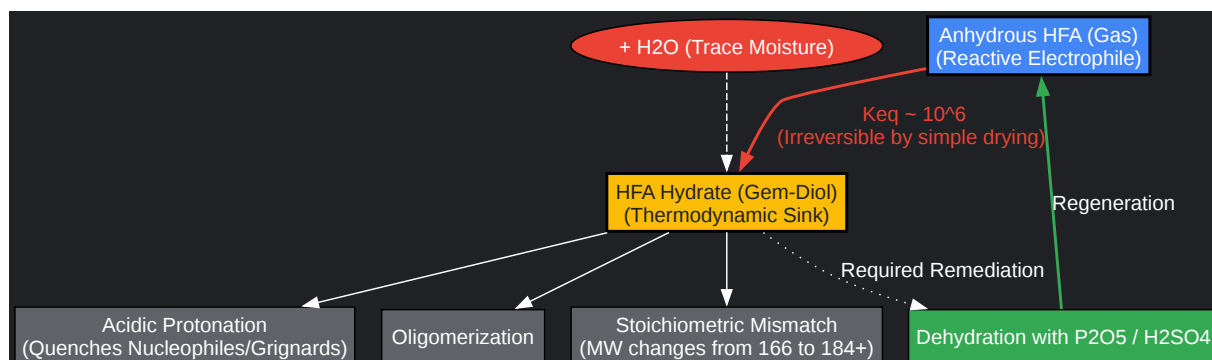 + H2O (Trace Moisture)
Anhydrous HFA (Gas)
(Reactive Electrophile)
Keq ~ 10^6
(Irreversible by simple drying)
HFA Hydrate (Gem-Diol)
(Thermodynamic Sink)
Regeneration
Required Remediation
Acidic Protonation
(Quenches Nucleophiles/Grignards)
Oligomerization
Stoichiometric Mismatch
(MW changes from 166 to 184+)
Dehydration with P2O5 / H2SO4